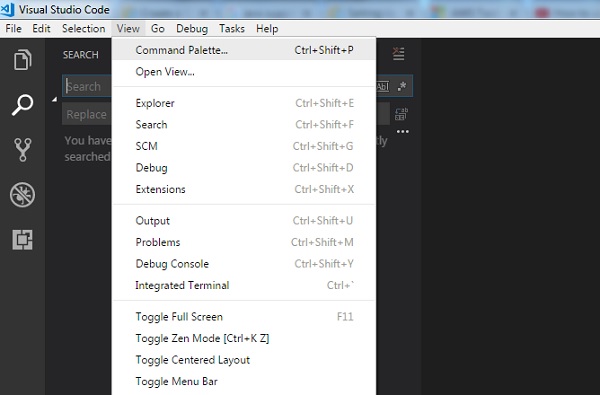 Visual Studio Code
File Edit Selection View Go Debug Tasks Help
SEARCH
Search
Ab|
.*
Replace
You have
tly
searched
Command Palette... Ctrl+Shift+P
Open View...
Explorer Ctrl+Shift+E
Search Ctrl+Shift+F
SCM Ctrl+Shift+G
Debug Ctrl+Shift+D
Extensions Ctrl+Shift+X
Output Ctrl+Shift+U
Problems Ctrl+Shift+M
Debug Console Ctrl+Shift+Y
Integrated Terminal Ctrl+`
Toggle Full Screen F11
Toggle Zen Mode [Ctrl+K Z]
Toggle Centered Layout
Toggle Menu Bar